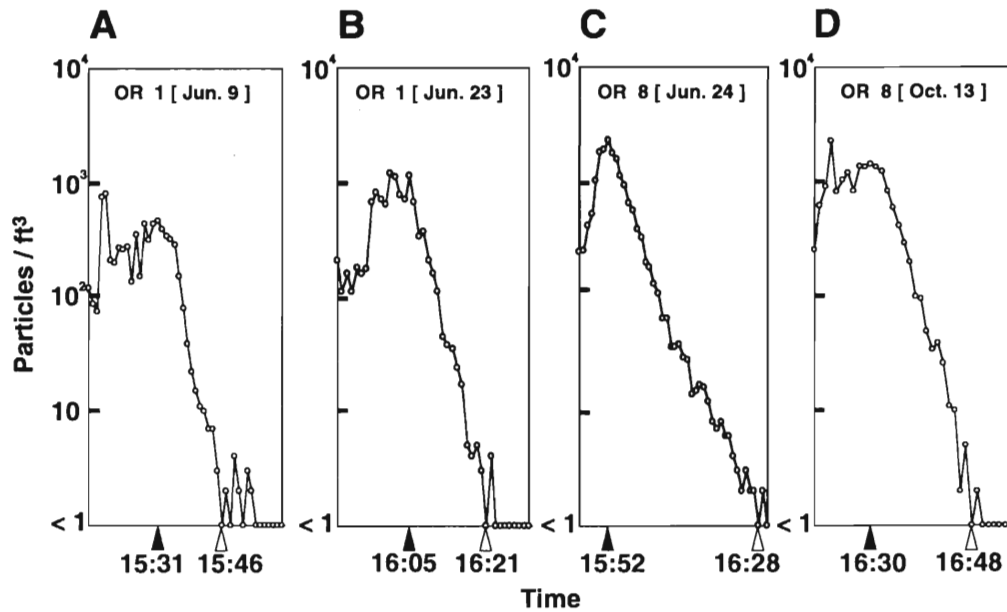 A
B
C
D
10⁴
10⁴
10⁴
10⁴
OR 1 [ Jun. 9 ]
OR 1 [ Jun. 23 ]
OR 8 [ Jun. 24 ]
OR 8 [ Oct. 13 ]
10³
10²
10
< 1
< 1
< 1
< 1
Particles / ft³
15:31
15:46
16:05
16:21
15:52
16:28
16:30
16:48
Time